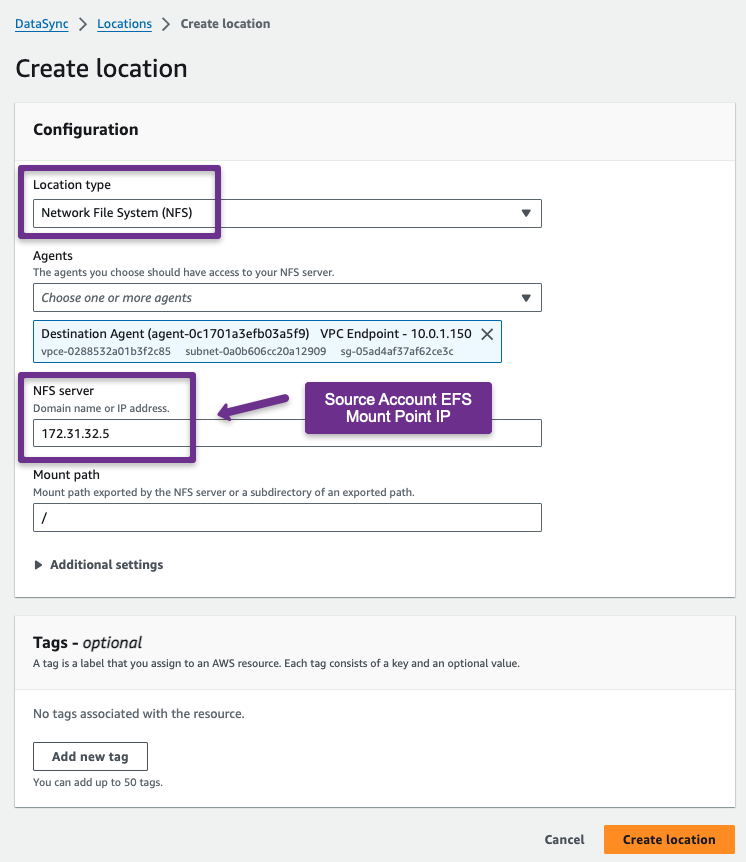 DataSync > Locations > Create location
Create location
Configuration
Location type
Network File System (NFS)
Agents
The agents you choose should have access to your NFS server.
Choose one or more agents
Destination Agent (agent-0c1701a3efb03a5f9) VPC Endpoint - 10.0.1.150
vpce-0288532a01b3f2c85 subnet-0a0b606cc20a12909 sg-05ad4af37af62ce3c
NFS server
Domain name or IP address.
172.31.32.5
Source Account EFS
Mount Point IP
Mount path
Mount path exported by the NFS server or a subdirectory of an exported path.
/
Additional settings
Tags - optional
A tag is a label that you assign to an AWS resource. Each tag consists of a key and an optional value.
No tags associated with the resource.
Add new tag
You can add up to 50 tags.
Cancel Create location